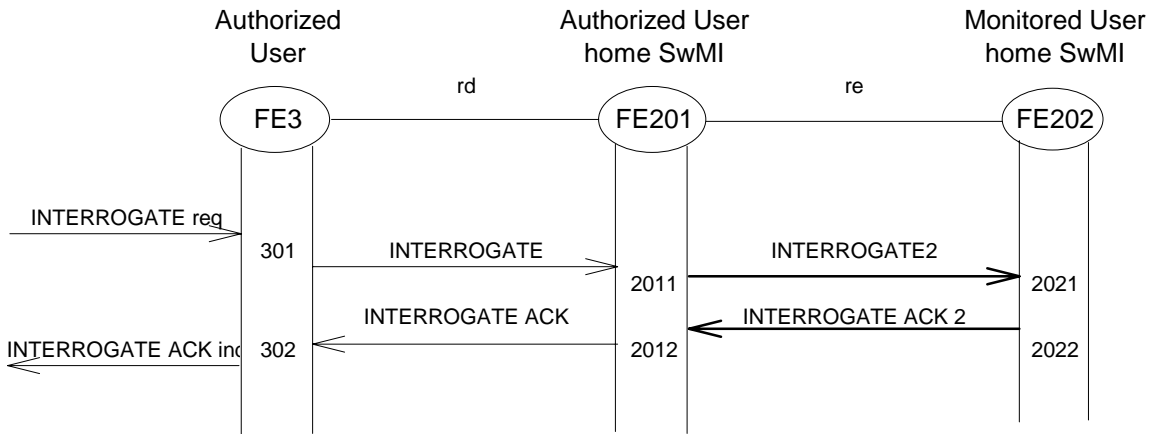 Authorized
User
Authorized User
home SwMI
Monitored User
home SwMI
rd
re
FE3
FE201
FE202
INTERROGATE req
301
INTERROGATE
INTERROGATE2
2011
2021
INTERROGATE ACK
INTERROGATE ACK 2
INTERROGATE ACK ind
302
2012
2022